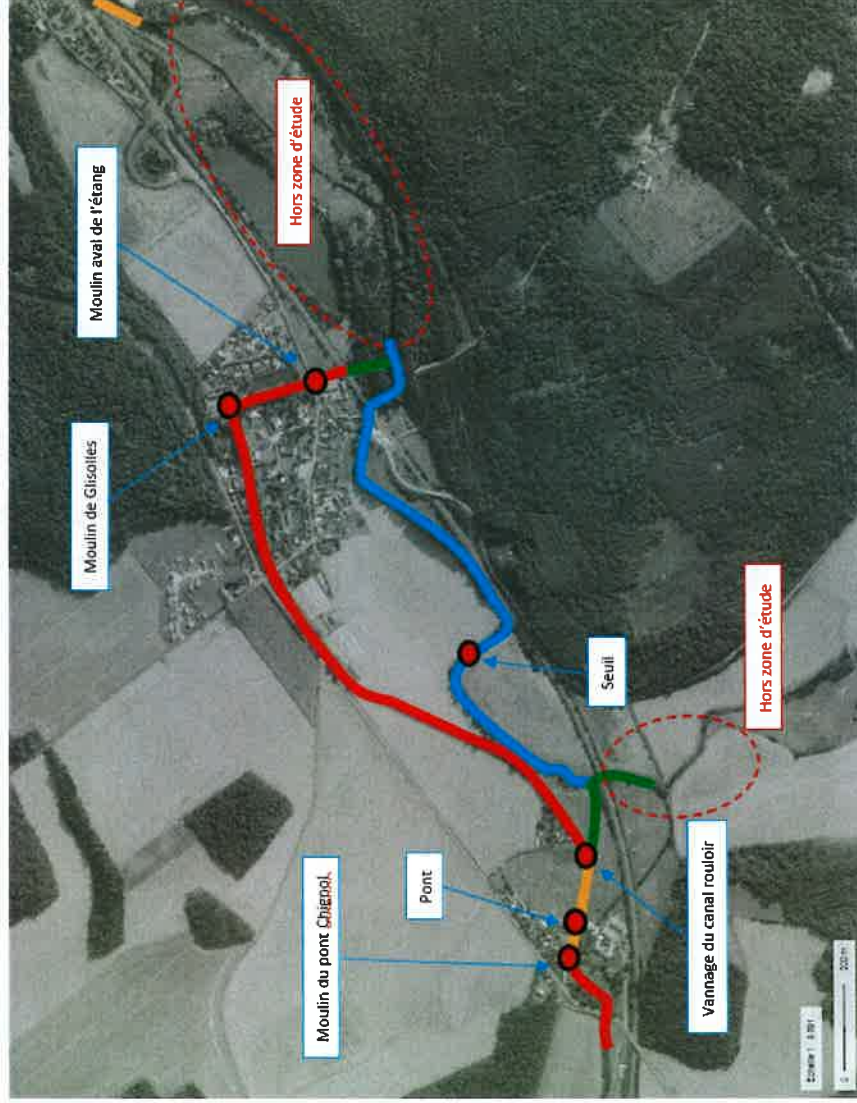 Moulin aval de l'étang
Hors zone d'étude
Moulin de Glisolles
Seuil
Hors zone d'étude
Moulin du pont Chignol
Pont
Vannage du canal rouloir